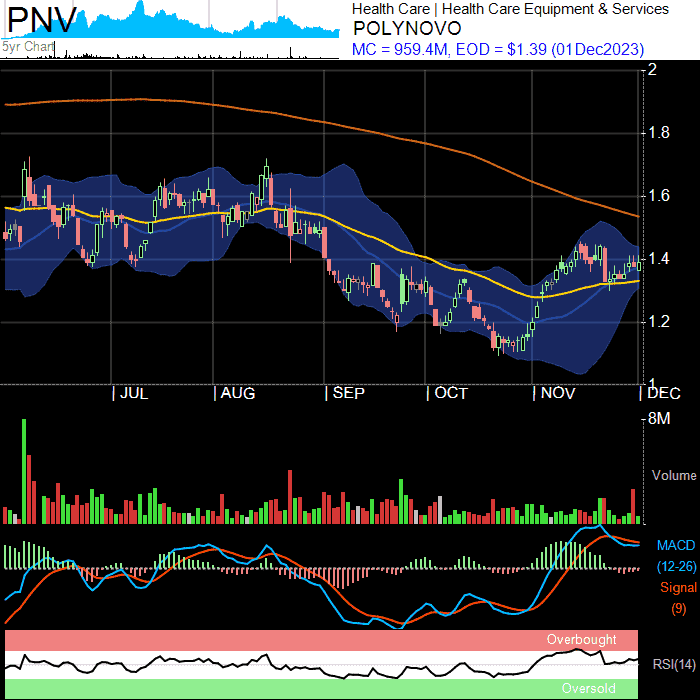 PNV
5yr Chart
Health Care | Health Care Equipment & Services
POLYNOVO
MC = 959.4M, EOD = $1.39 (01Dec2023)
2
1.8
1.6
1.4
1.2
1
JUL
AUG
SEP
OCT
NOV
DEC
8M
Volume
MACD
(12-26)
Signal
(9)
Overbought
RSI(14)
Oversold